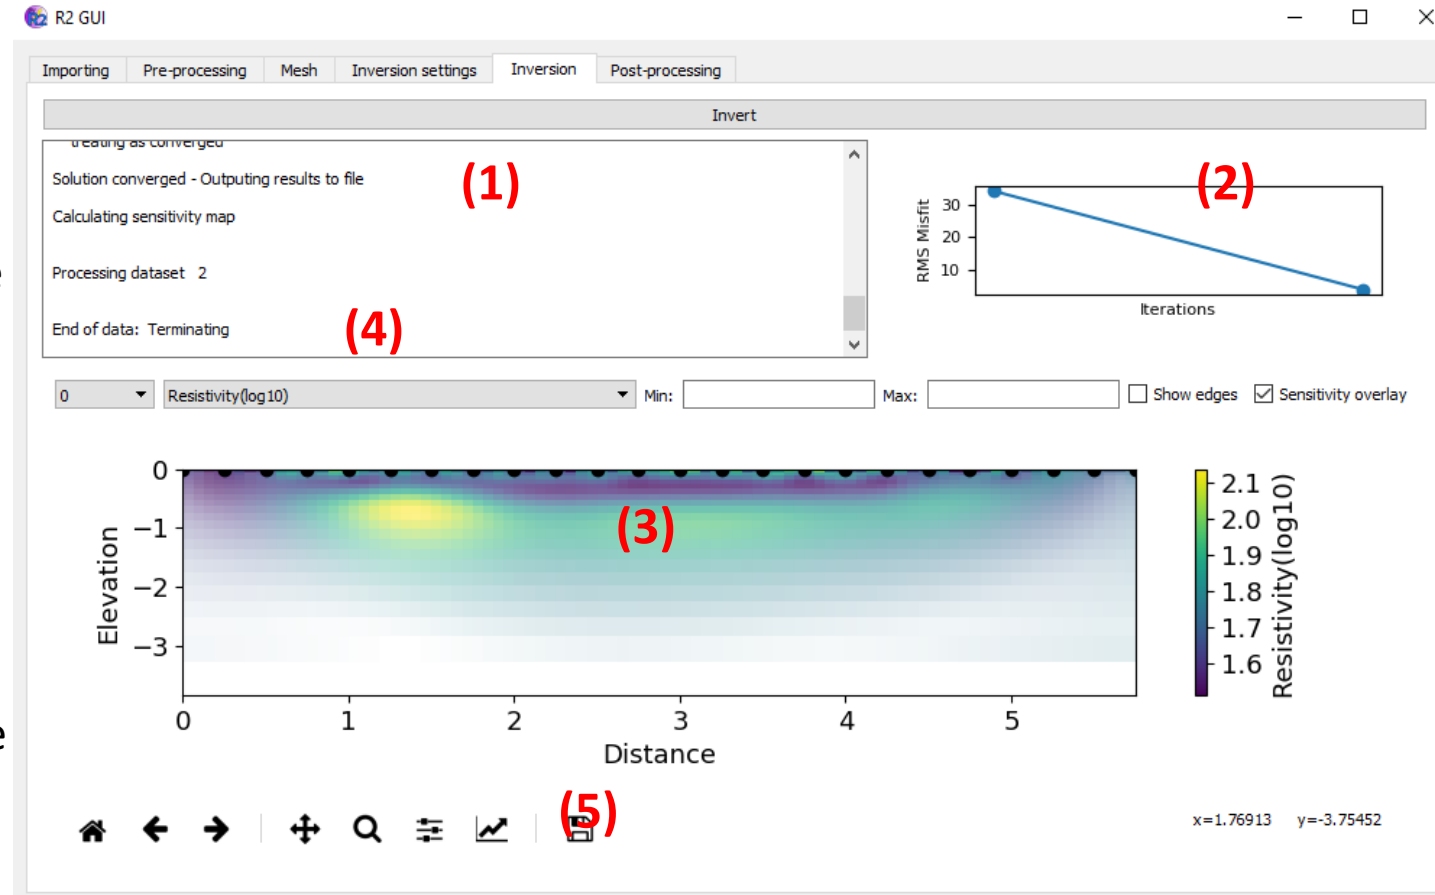 R2 GUI
Importing Pre-processing Mesh Inversion settings Inversion Post-processing
Invert
treating as converged
Solution converged - Outputing results to file
(1)
Calculating sensitivity map
Processing dataset 2
End of data: Terminating
(4)
(2)
RMS Misfit
30
20
10
Iterations
0 Resistivity(log10) Min: Max: Show edges Sensitivity overlay
Elevation
0
−1
−2
−3
(3)
0 1 2 3 4 5
Distance
2.1
2.0
1.9
1.8
1.7
1.6
Resistivity(log10)
(5)
x=1.76913 y=-3.75452
e
e